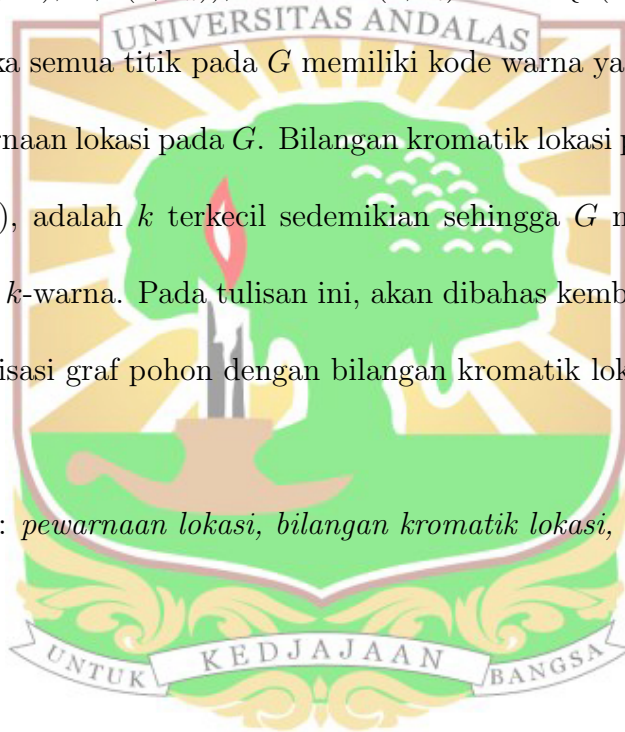 UNIVERSITAS ANDALAS
ka semua titik pada G memiliki kode warna ya
rnaan lokasi pada G. Bilangan kromatik lokasi p
), adalah k terkecil sedemikian sehingga G m
k-warna. Pada tulisan ini, akan dibahas kemb
isasi graf pohon dengan bilangan kromatik lok
: pewarnaan lokasi, bilangan kromatik lokasi,
UNTUK KEDJAJAAN BANGSA